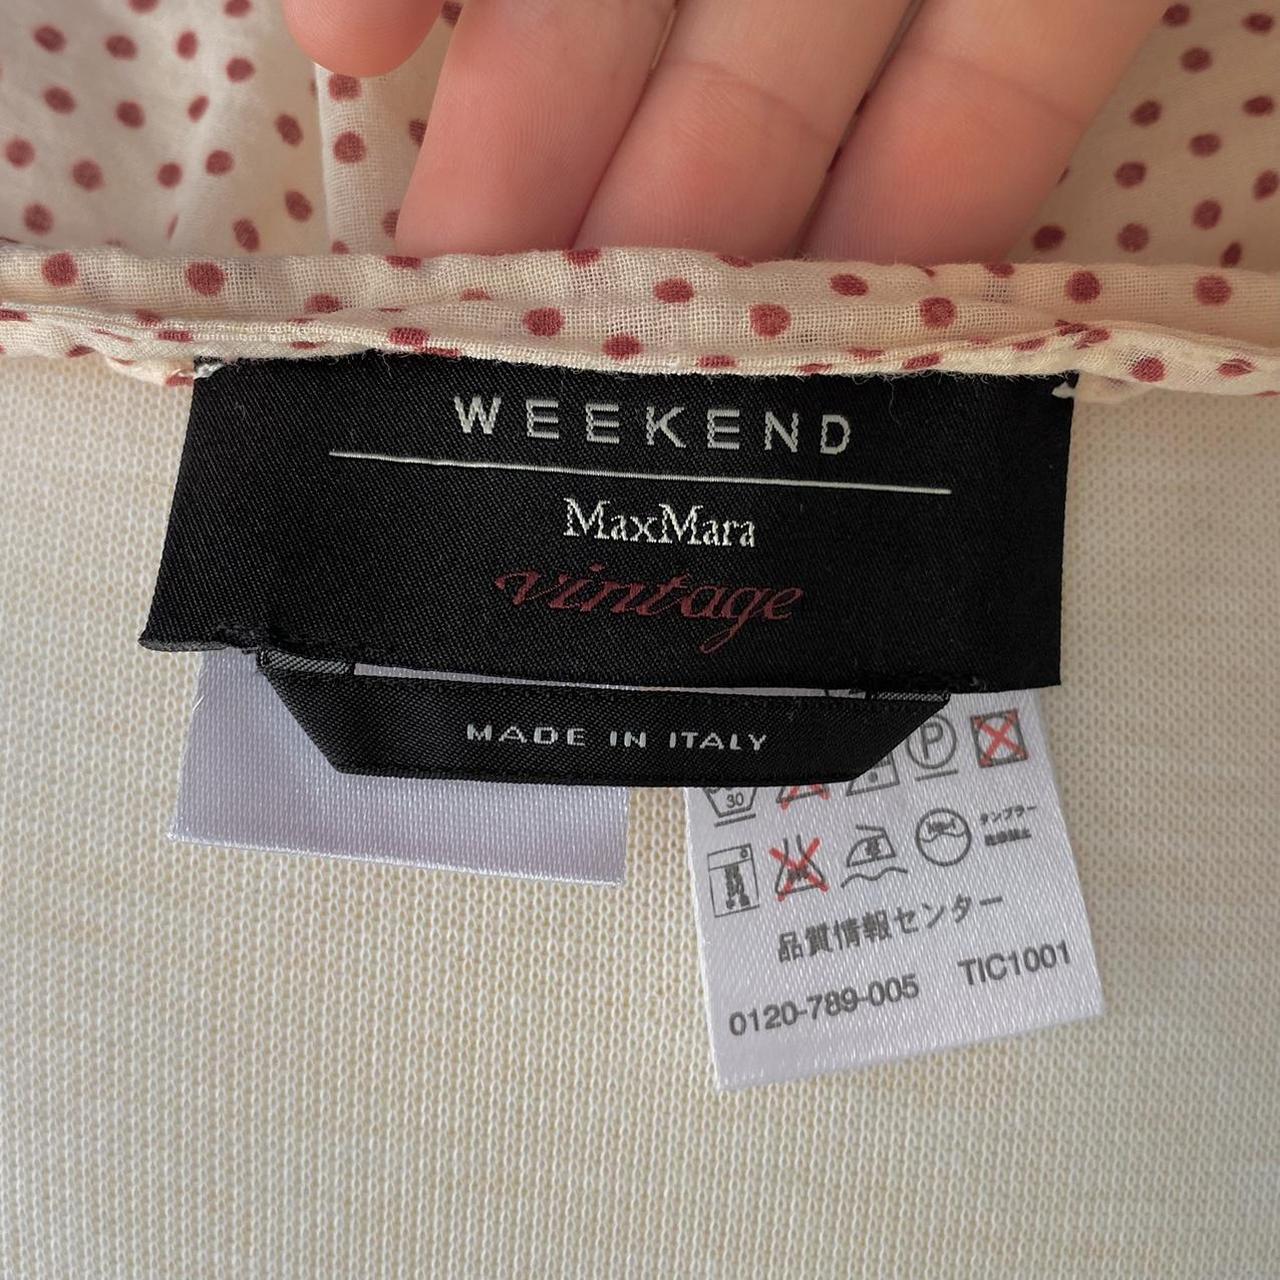 WEEKEND
MaxMara
vintage
MADE IN ITALY
P
30
タンブラー
品質情報センター
0120-789-005 TIC1001